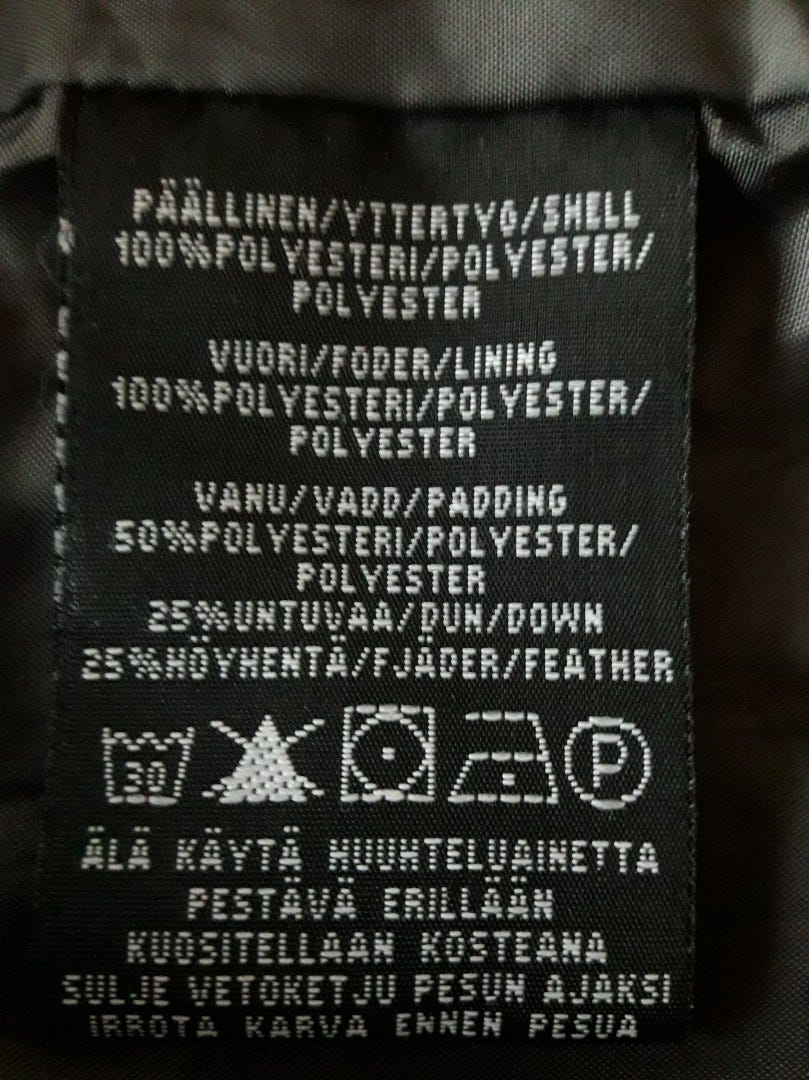 PÄÄLLINEN/YTTERTYG/SHELL
100%POLYESTERI/POLYESTER/
POLYESTER
VUORI/FODER/LINING
100%POLYESTERI/POLYESTER/
POLYESTER
VANU/VADD/PADDING
50%POLYESTERI/POLYESTER/
POLYESTER
25%UNTUVAA/DUN/DOWN
25%HÖYHENTÄ/FJÄDER/FEATHER
30 P
ÄLÄ KÄYTÄ HUUHTELUAINETTA
PESTÄVÄ ERILLÄÄN
KUOSITELLAAN KOSTEANA
SULJE VETOKETJU PESUN AJAKSI
IRROTA KARVA ENNEN PESUA